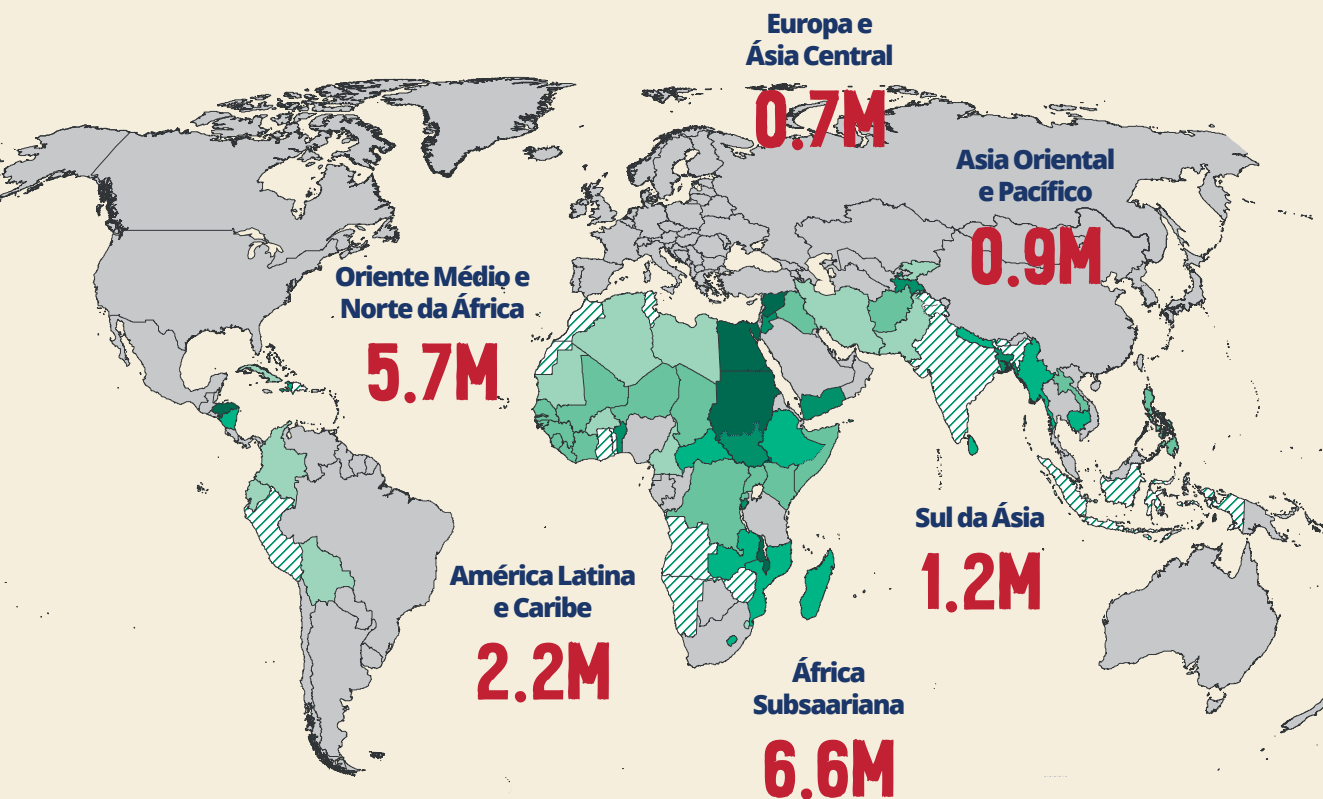 Europa e
Ásia Central
0.7M
Asia Oriental
e Pacífico
0.9M
Oriente Médio e
Norte da África
5.7M
Sul da Ásia
1.2M
América Latina
e Caribe
2.2M
África
Subsaariana
6.6M